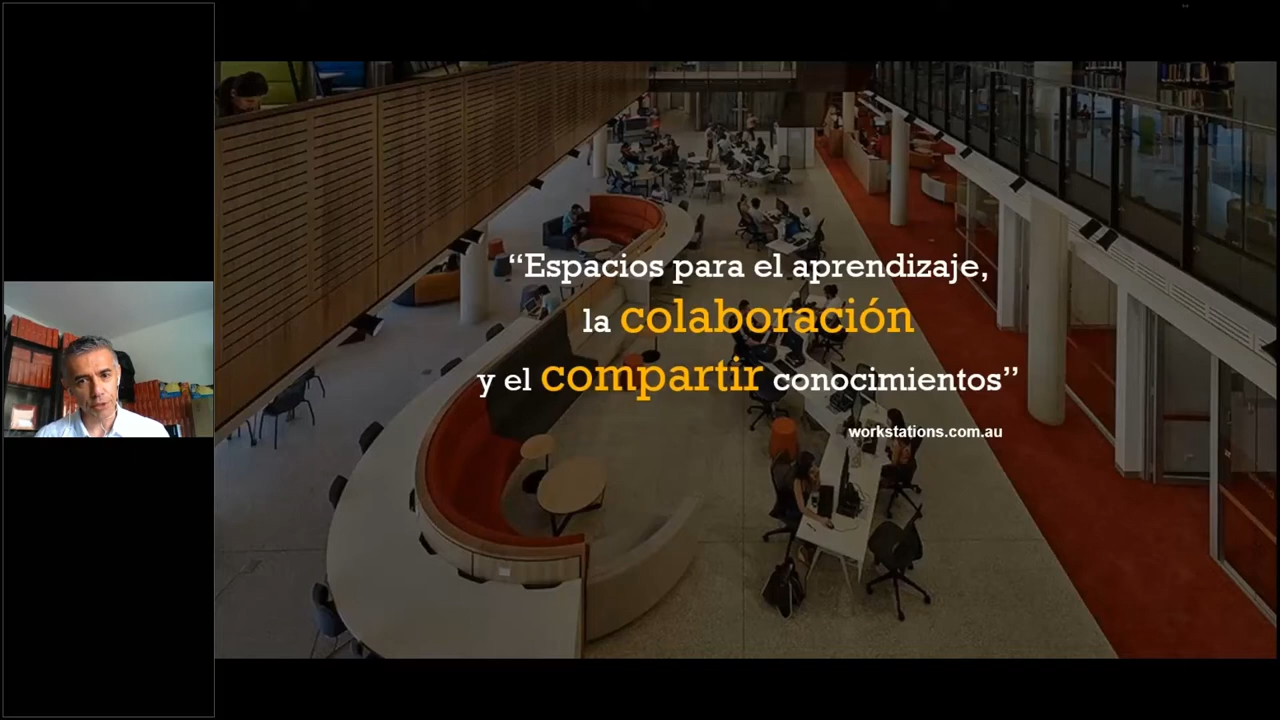 “Espacios para el aprendizaje,
la colaboración
y el compartir conocimientos”
workstations.com.au